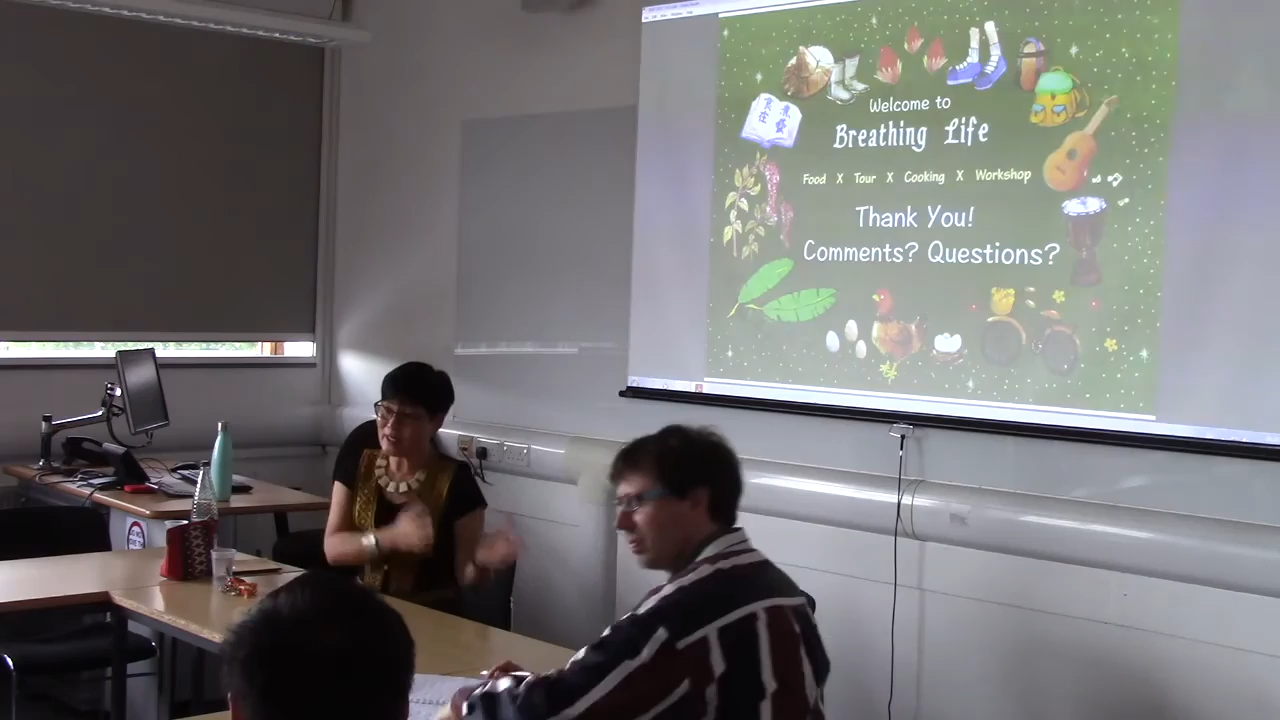 Welcome to
Breathing Life
Food X Tour X Cooking X Workshop
Thank You!
Comments? Questions?